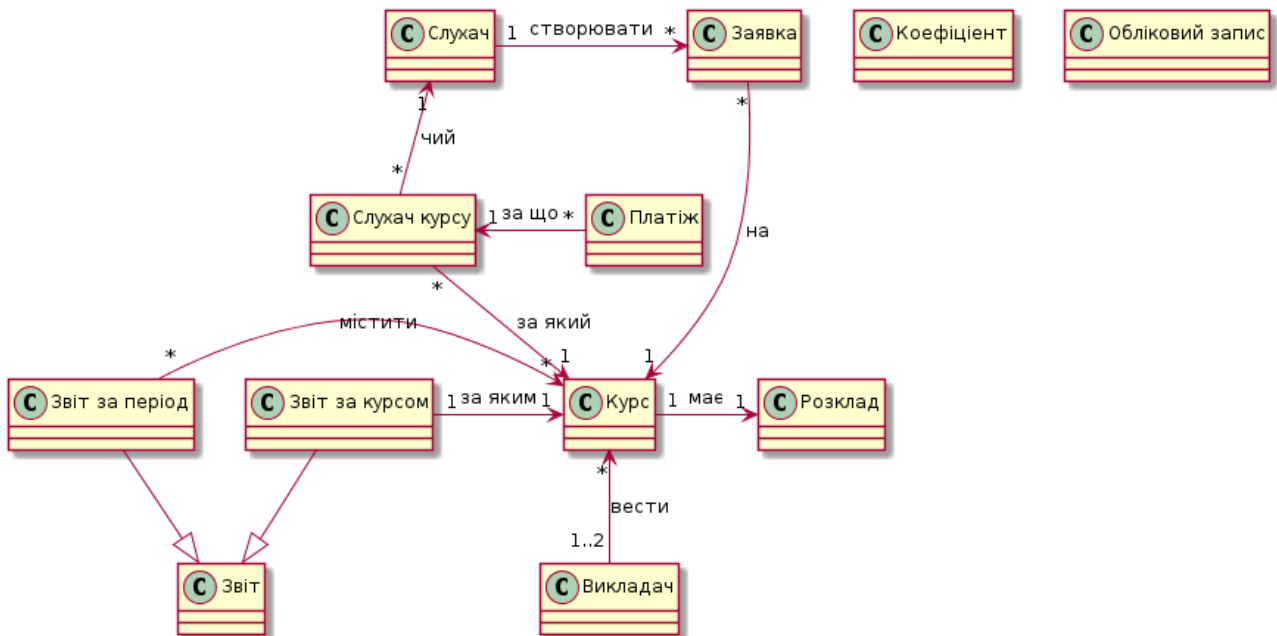 C Слухач
1 створювати *
C Заявка
C Коефіціент
C Обліковий запис
1
*
чий
*
C Слухач курсу
1 за що *
C Платіж
на
*
за який
містити
*
* 1
1
C Звіт за період
C Звіт за курсом
1 за яким 1
C Курс
1 має 1
C Розклад
*
вести
1..2
C Звіт
C Викладач